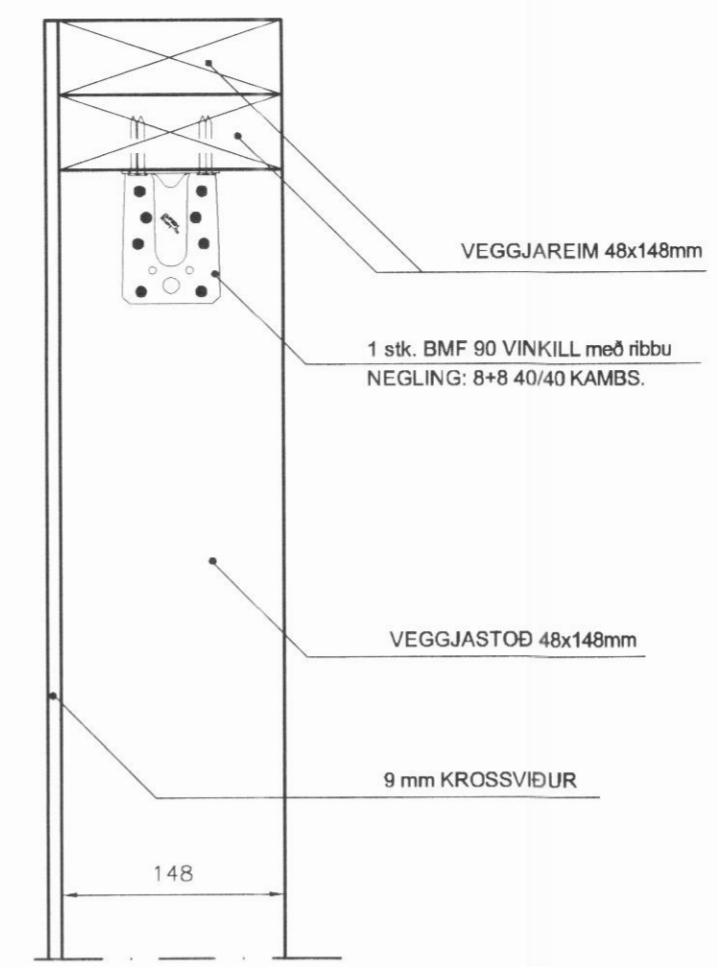 VEGGJAREIM 48x148mm
1 stk. BMF 90 VINKILL með ribbu
NEGLING: 8+8 40/40 KAMBS.
VEGGJASTOÐ 48x148mm
9 mm KROSSVIÐUR
148